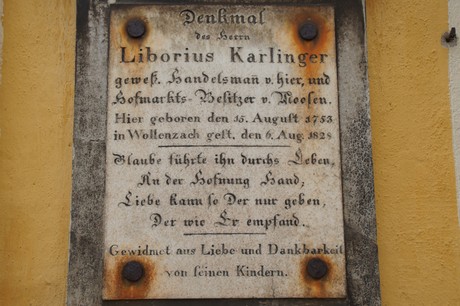 Denkmal
des Herrn
Liborius Karlinger
geweß. Handelsman̄ v. hier, und
Hofmarkts-Besitzer v. Moosen.
Hier geboren den 15. August 1753
in Wollenzach gest. den 6. Aug. 1828
Glaube führte ihn durchs Leben,
An der Hofnung Hand;
Liebe kann so Der nur geben,
Der wie Er empfand.
Gewidmet aus Liebe und Dankbarkeit
von seinen Kindern.